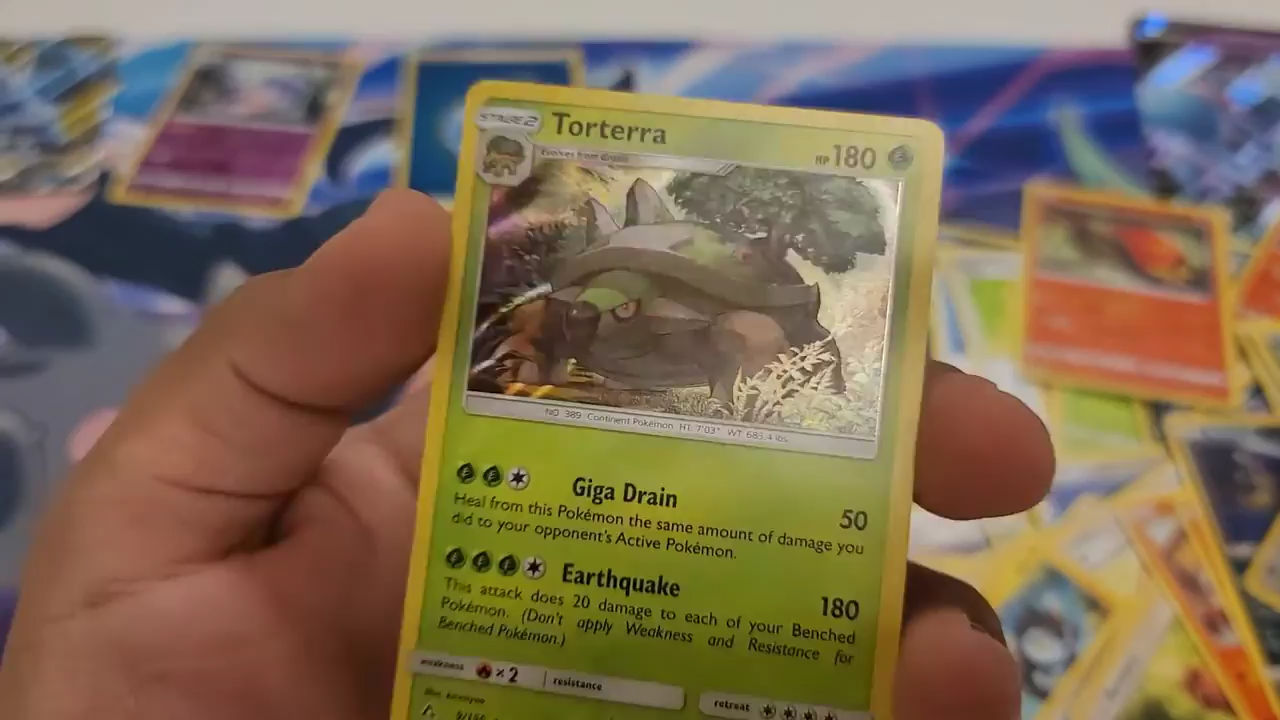 STAGE 2
Torterra
HP 180
Evolves from Grotle
NO. 389 Continent Pokémon HT: 7'03" WT: 683.4 lbs.
Giga Drain 50
Heal from this Pokémon the same amount of damage you
did to your opponent's Active Pokémon.
Earthquake 180
This attack does 20 damage to each of your Benched
Pokémon. (Don't apply Weakness and Resistance for
Benched Pokémon.)
weakness ×2 resistance
retreat